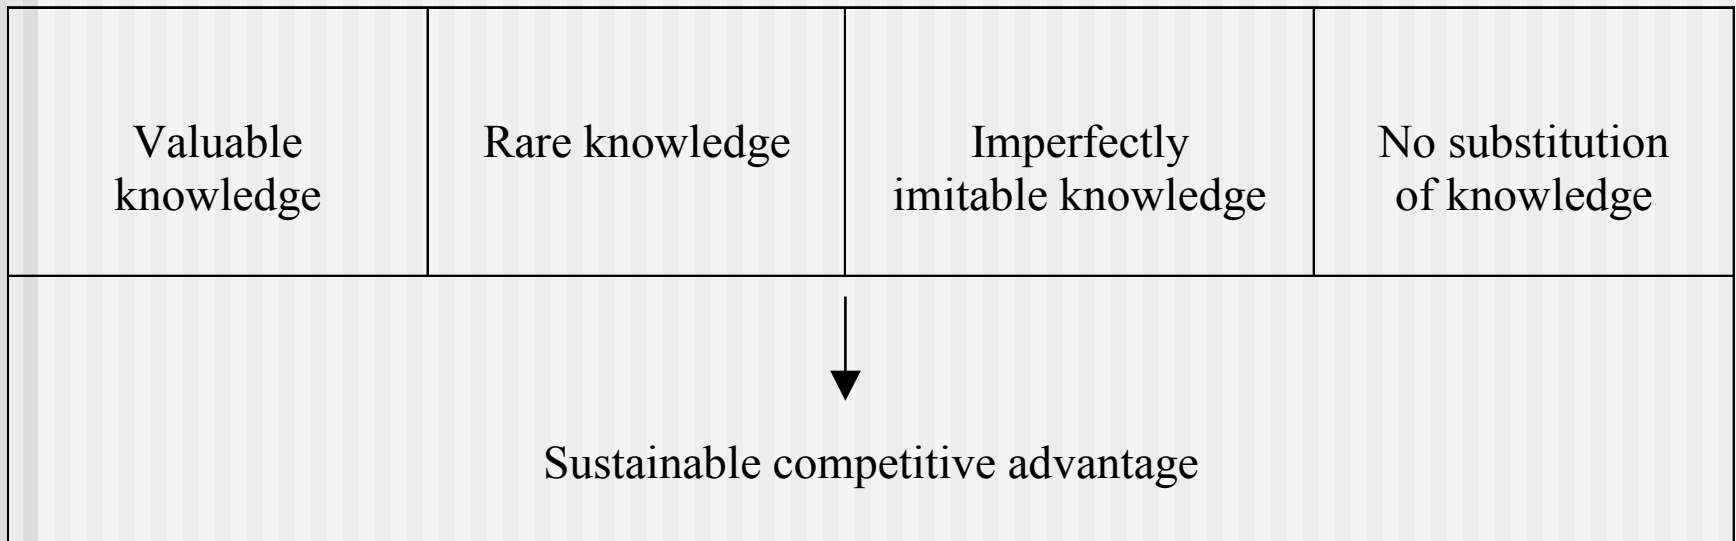 Valuable
knowledge
Rare knowledge
Imperfectly
imitable knowledge
No substitution
of knowledge
Sustainable competitive advantage